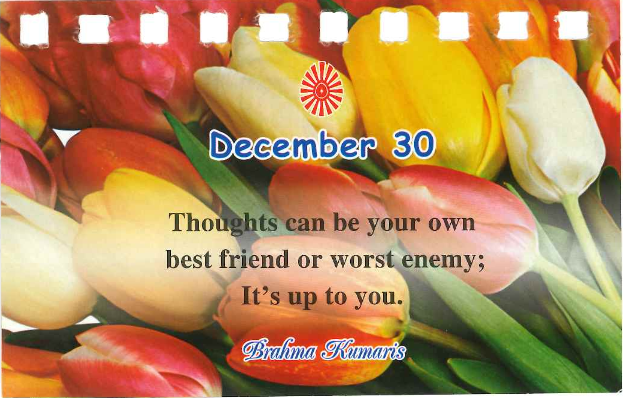 December 30
Thoughts can be your own
best friend or worst enemy;
It's up to you.
Brahma Kumaris